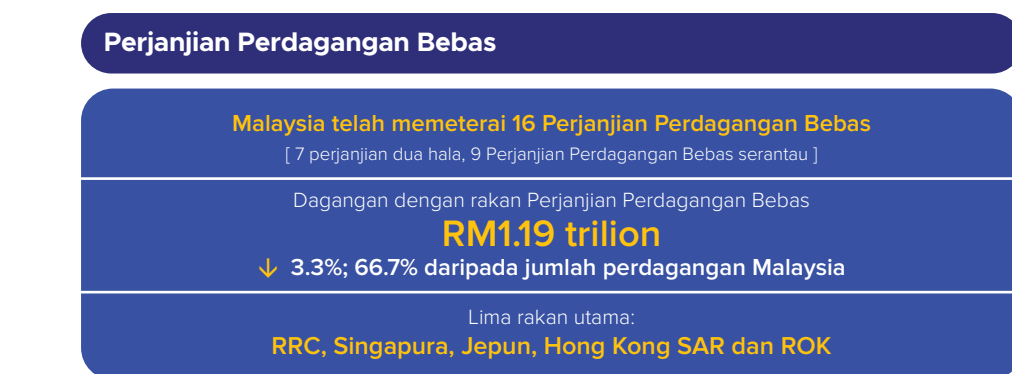 Perjanjian Perdagangan Bebas
Malaysia telah memeterai 16 Perjanjian Perdagangan Bebas
[ 7 perjanjian dua hala, 9 Perjanjian Perdagangan Bebas serantau ]
Dagangan dengan rakan Perjanjian Perdagangan Bebas
RM1.19 trilion
↓ 3.3%; 66.7% daripada jumlah perdagangan Malaysia
Lima rakan utama:
RRC, Singapura, Jepun, Hong Kong SAR dan ROK